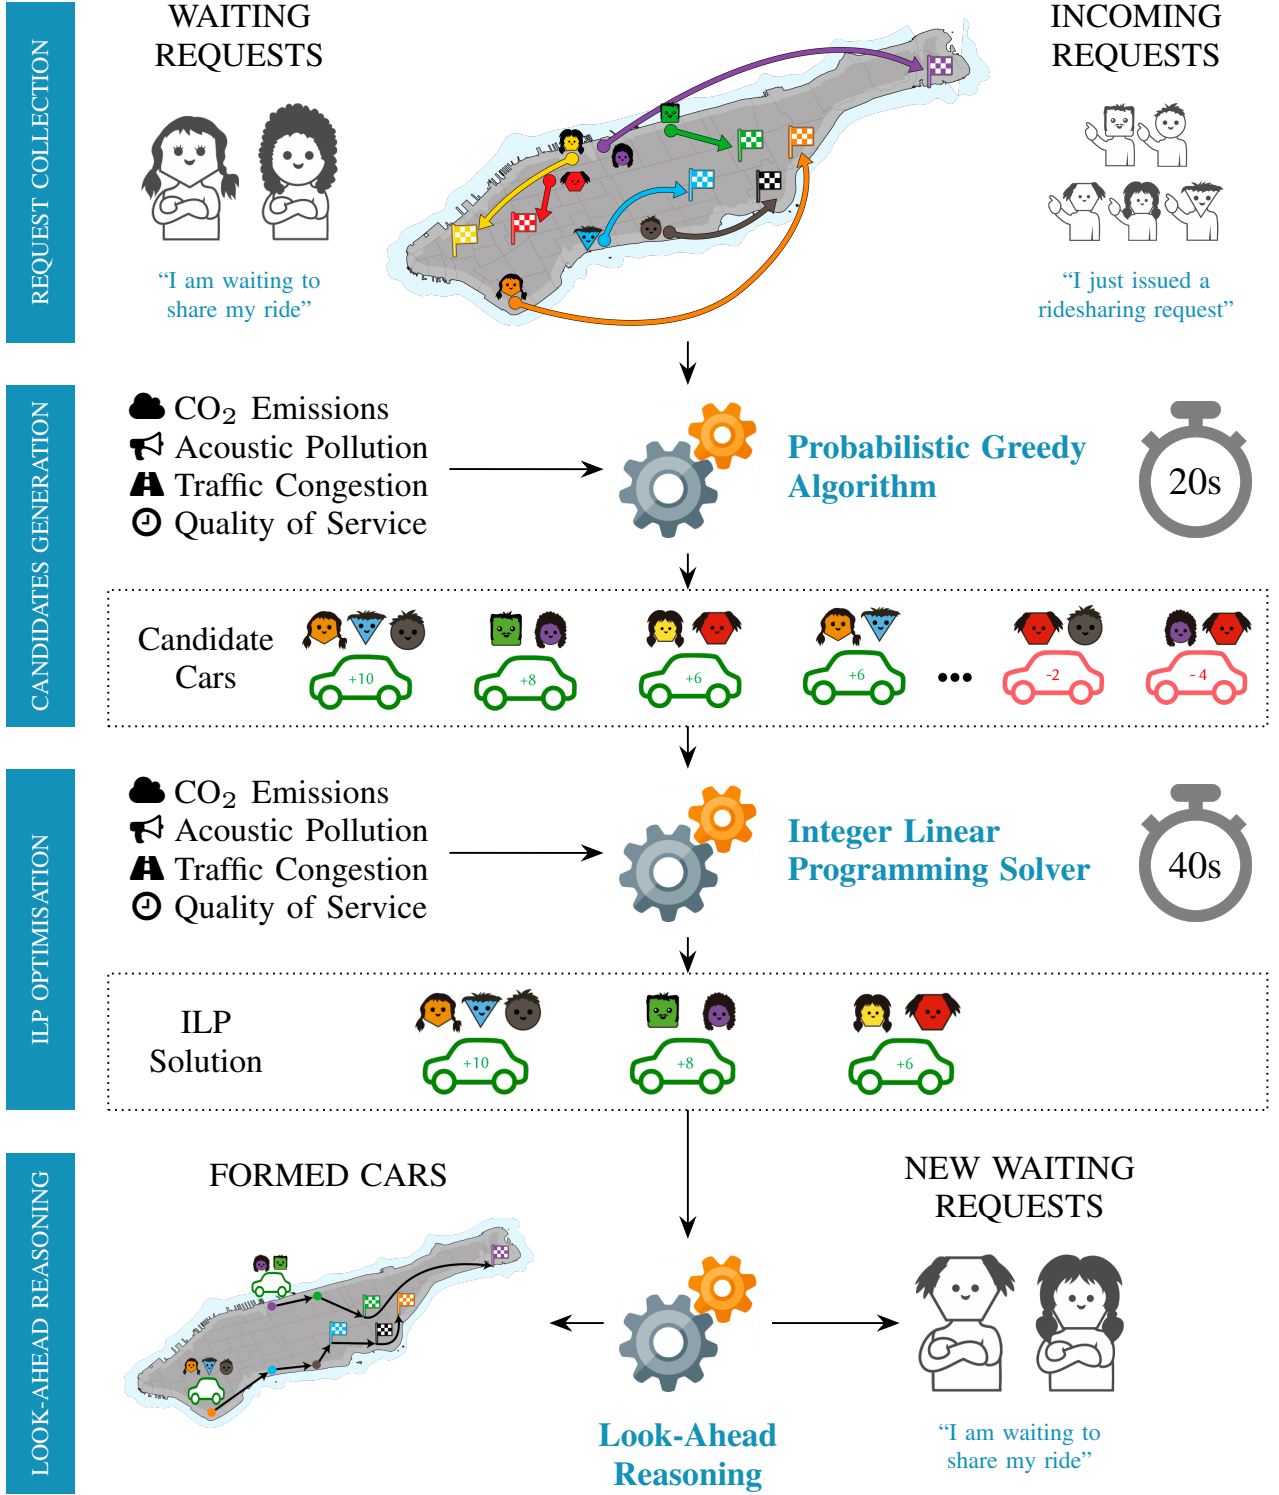 REQUEST COLLECTION
WAITING
REQUESTS
“I am waiting to
share my ride”
INCOMING
REQUESTS
“I just issued a
ridesharing request”
CANDIDATES GENERATION
CO₂ Emissions
Acoustic Pollution
Traffic Congestion
Quality of Service
Probabilistic Greedy
Algorithm
20s
Candidate
Cars
+10
+8
+6
+6
•••
-2
- 4
ILP OPTIMISATION
CO₂ Emissions
Acoustic Pollution
Traffic Congestion
Quality of Service
Integer Linear
Programming Solver
40s
ILP
Solution
+10
+8
+6
LOOK-AHEAD REASONING
FORMED CARS
Look-Ahead
Reasoning
NEW WAITING
REQUESTS
“I am waiting to
share my ride”